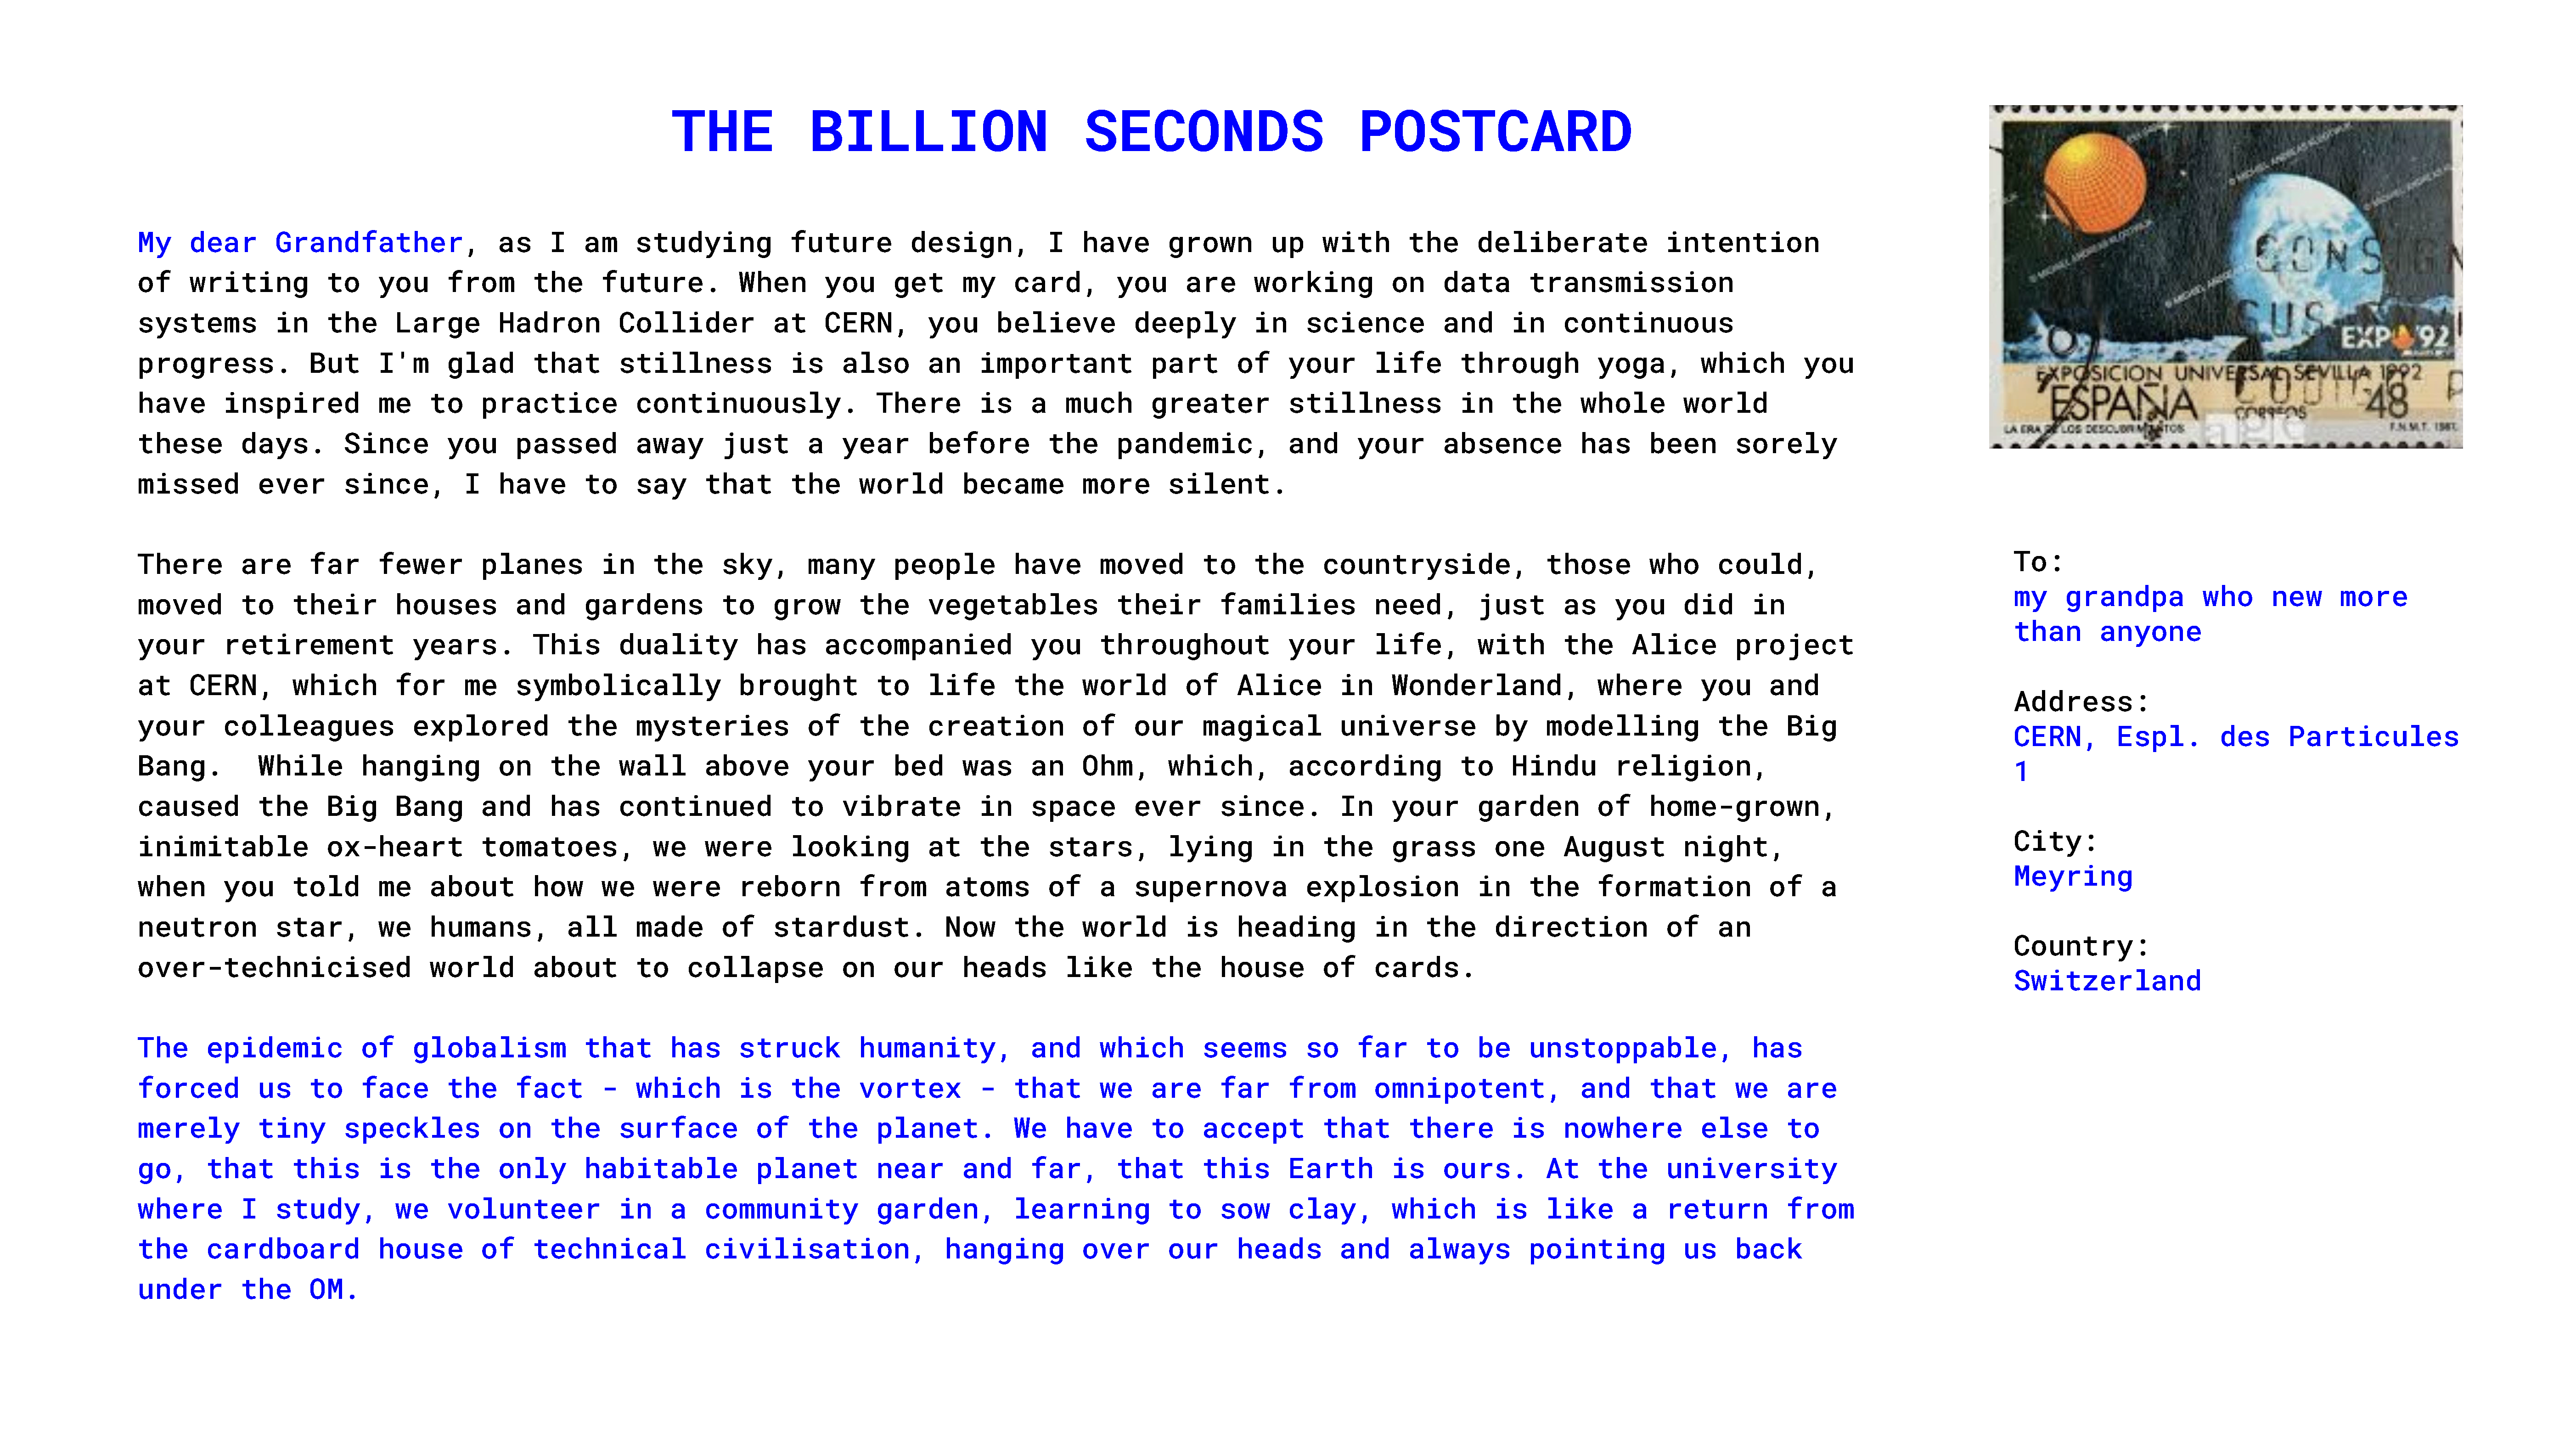 THE BILLION SECONDS POSTCARD
My dear Grandfather, as I am studying future design, I have grown up with the deliberate intention
of writing to you from the future. When you get my card, you are working on data transmission
systems in the Large Hadron Collider at CERN, you believe deeply in science and in continuous
progress. But I'm glad that stillness is also an important part of your life through yoga, which you
have inspired me to practice continuously. There is a much greater stillness in the whole world
these days. Since you passed away just a year before the pandemic, and your absence has been sorely
missed ever since, I have to say that the world became more silent.
There are far fewer planes in the sky, many people have moved to the countryside, those who could,
moved to their houses and gardens to grow the vegetables their families need, just as you did in
your retirement years. This duality has accompanied you throughout your life, with the Alice project
at CERN, which for me symbolically brought to life the world of Alice in Wonderland, where you and
your colleagues explored the mysteries of the creation of our magical universe by modelling the Big
Bang.  While hanging on the wall above your bed was an Ohm, which, according to Hindu religion,
caused the Big Bang and has continued to vibrate in space ever since. In your garden of home-grown,
inimitable ox-heart tomatoes, we were looking at the stars, lying in the grass one August night,
when you told me about how we were reborn from atoms of a supernova explosion in the formation of a
neutron star, we humans, all made of stardust. Now the world is heading in the direction of an
over-technicised world about to collapse on our heads like the house of cards.
The epidemic of globalism that has struck humanity, and which seems so far to be unstoppable, has
forced us to face the fact - which is the vortex - that we are far from omnipotent, and that we are
merely tiny speckles on the surface of the planet. We have to accept that there is nowhere else to
go, that this is the only habitable planet near and far, that this Earth is ours. At the university
where I study, we volunteer in a community garden, learning to sow clay, which is like a return from
the cardboard house of technical civilisation, hanging over our heads and always pointing us back
under the OM.
CONSIGN
GUS
EXPO'92
EXPOSICION UNIVERSAL SEVILLA 1992
ESPAÑA
CORREOS
48
LA ERA DE LOS DESCUBRIMIENTOS
F.N.M.T. 1987
age
To:
my grandpa who new more
than anyone
Address:
CERN, Espl. des Particules
1
City:
Meyring
Country:
Switzerland